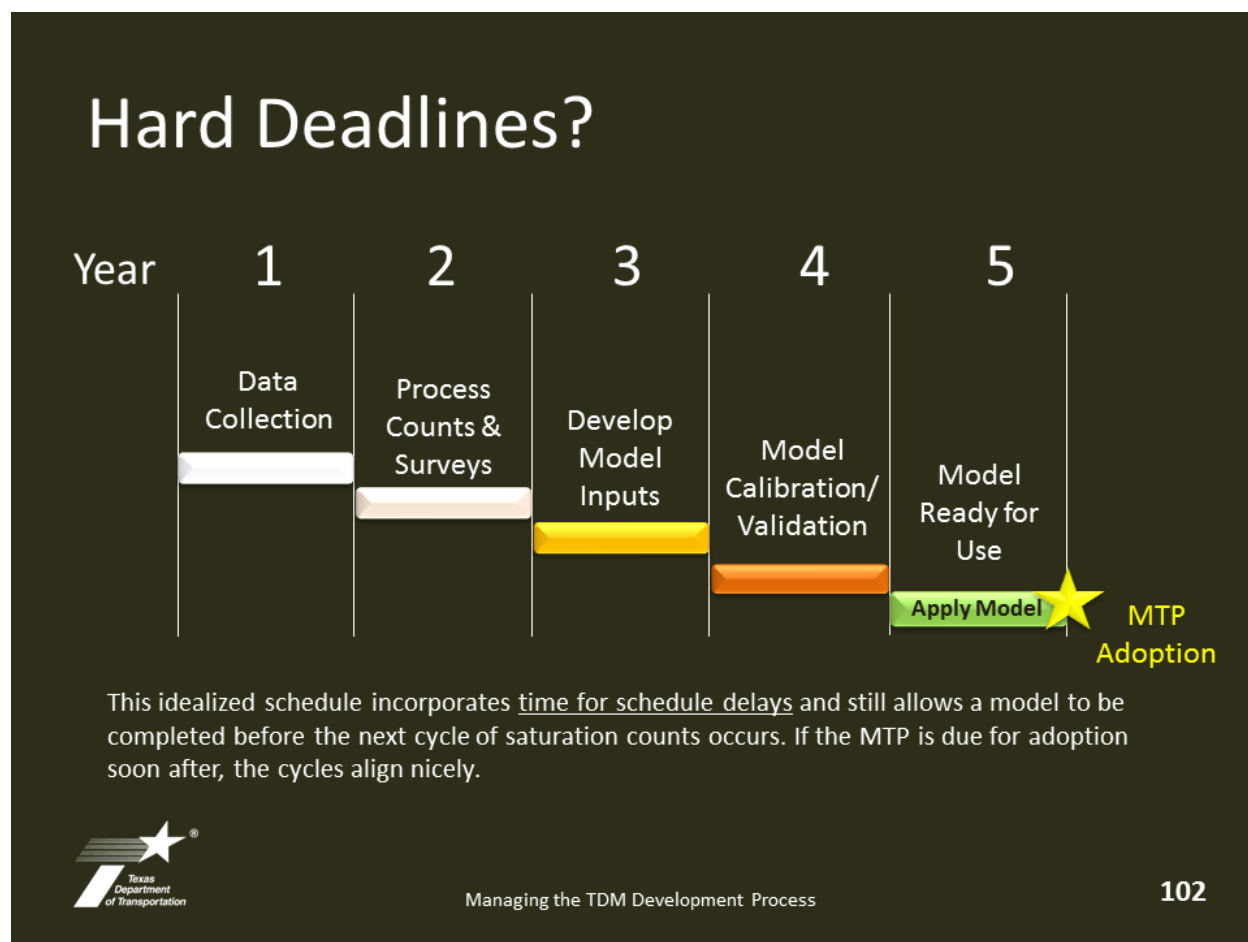 Hard Deadlines?
Year 1 2 3 4 5
Data
Collection
Process
Counts &
Surveys
Develop
Model
Inputs
Model
Calibration/
Validation
Model
Ready for
Use
Apply Model
MTP
Adoption
This idealized schedule incorporates time for schedule delays and still allows a model to be
completed before the next cycle of saturation counts occurs. If the MTP is due for adoption
soon after, the cycles align nicely.
®
Texas
Department
of Transportation
Managing the TDM Development Process
102